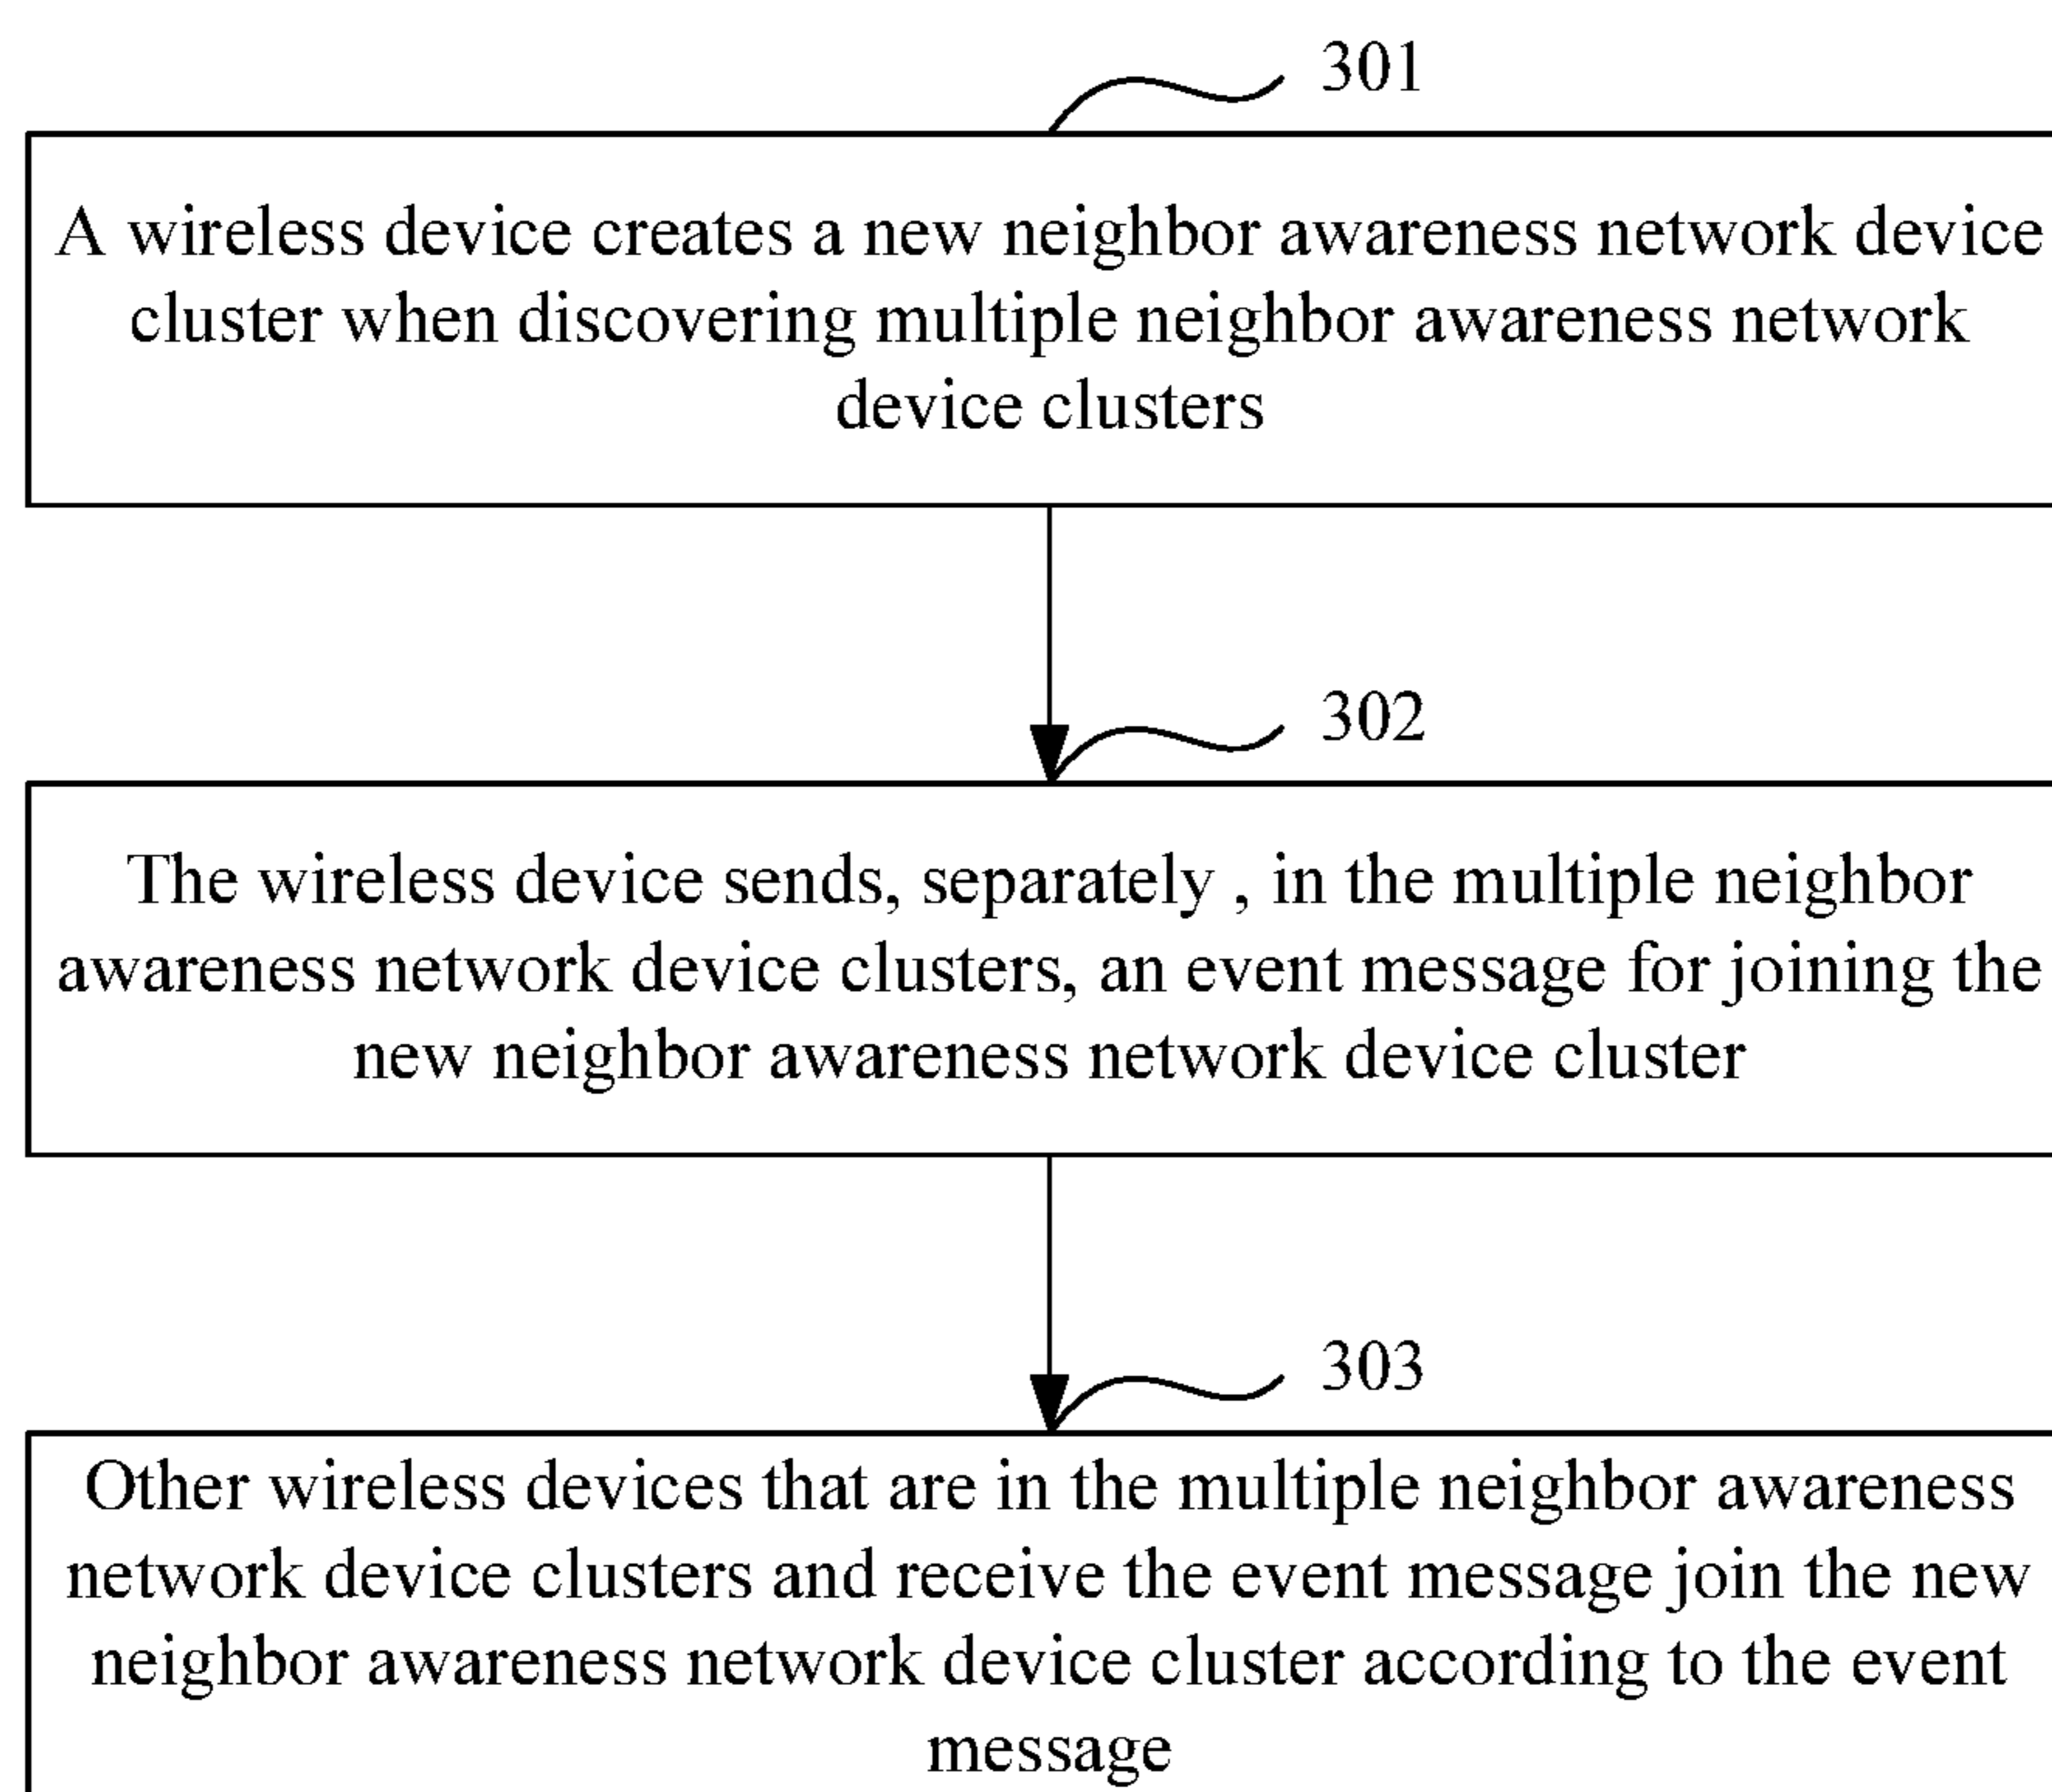 301
A wireless device creates a new neighbor awareness network device
cluster when discovering multiple neighbor awareness network
device clusters
302
The wireless device sends, separately , in the multiple neighbor
awareness network device clusters, an event message for joining the
new neighbor awareness network device cluster
303
Other wireless devices that are in the multiple neighbor awareness
network device clusters and receive the event message join the new
neighbor awareness network device cluster according to the event
message